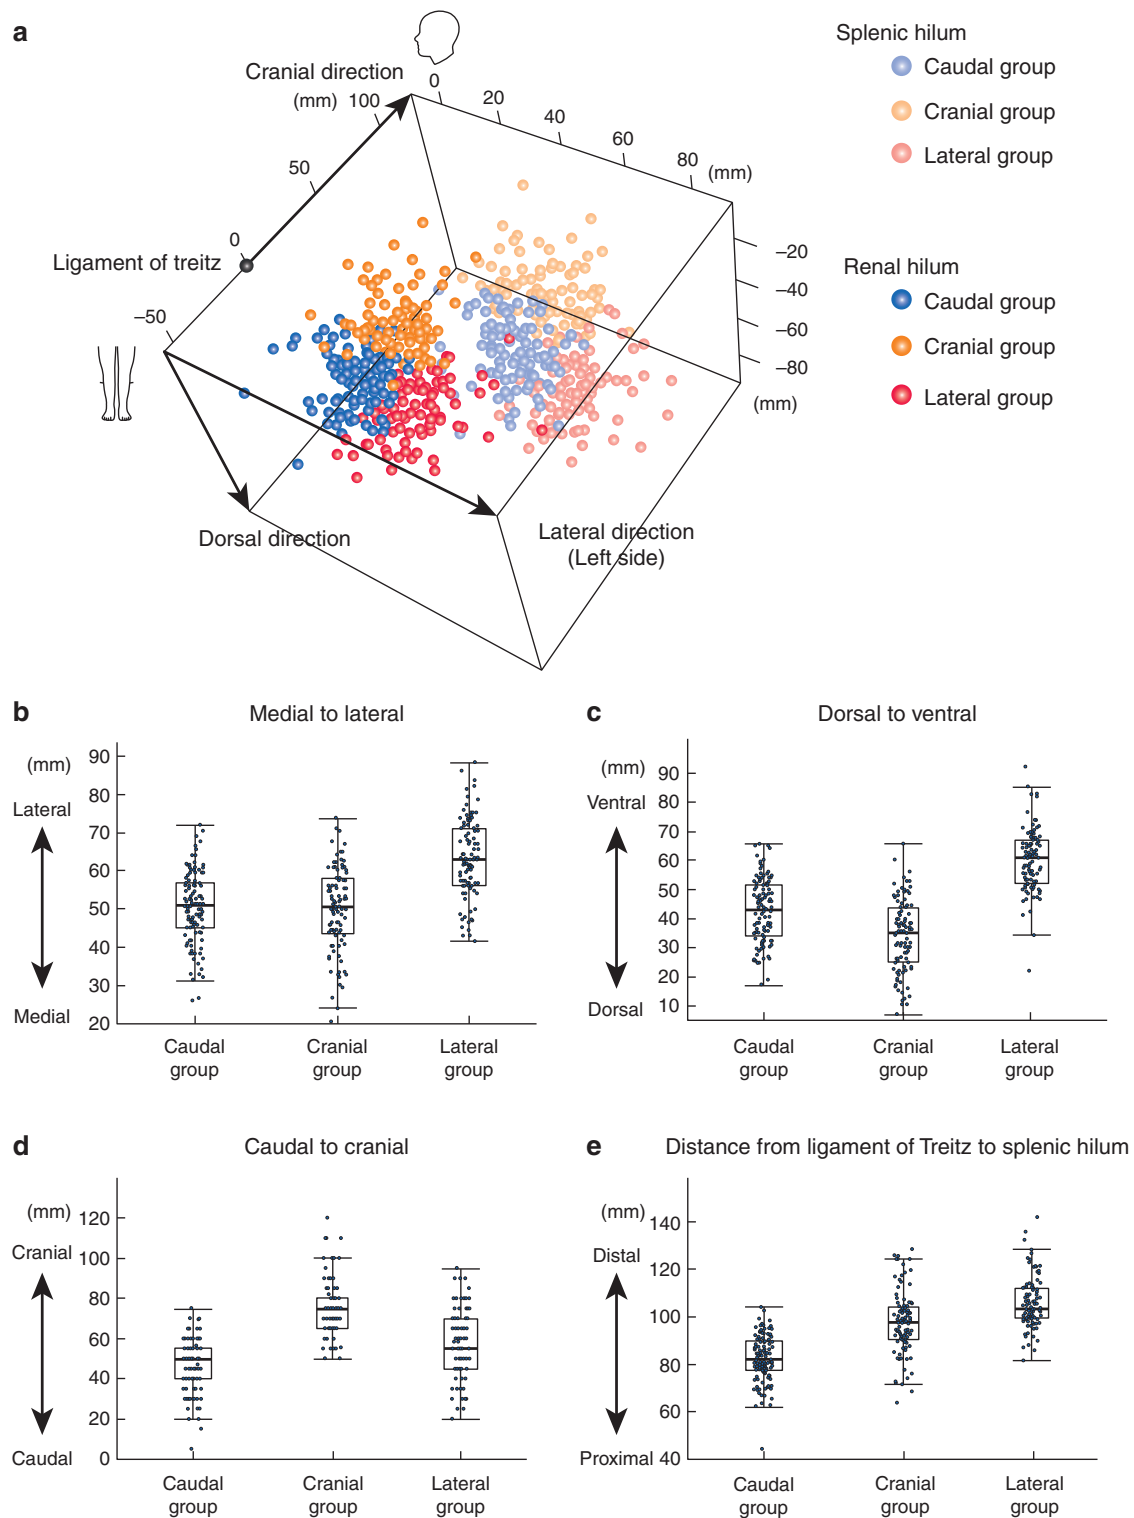 a
Cranial direction
(mm)
100
50
0
−50
0
20
40
60
80
(mm)
−20
−40
−60
−80
(mm)
Ligament of treitz
Dorsal direction
Lateral direction
(Left side)
Splenic hilum
Caudal group
Cranial group
Lateral group
Renal hilum
Caudal group
Cranial group
Lateral group
b
Medial to lateral
(mm)
Lateral
Medial
90
80
70
60
50
40
30
20
Caudal
group
Cranial
group
Lateral
group
c
Dorsal to ventral
(mm)
Ventral
Dorsal
90
80
70
60
50
40
30
20
10
Caudal
group
Cranial
group
Lateral
group
d
Caudal to cranial
(mm)
Cranial
Caudal
120
100
80
60
40
20
0
Caudal
group
Cranial
group
Lateral
group
e
Distance from ligament of Treitz to splenic hilum
(mm)
Distal
Proximal
140
120
100
80
60
40
Caudal
group
Cranial
group
Lateral
group